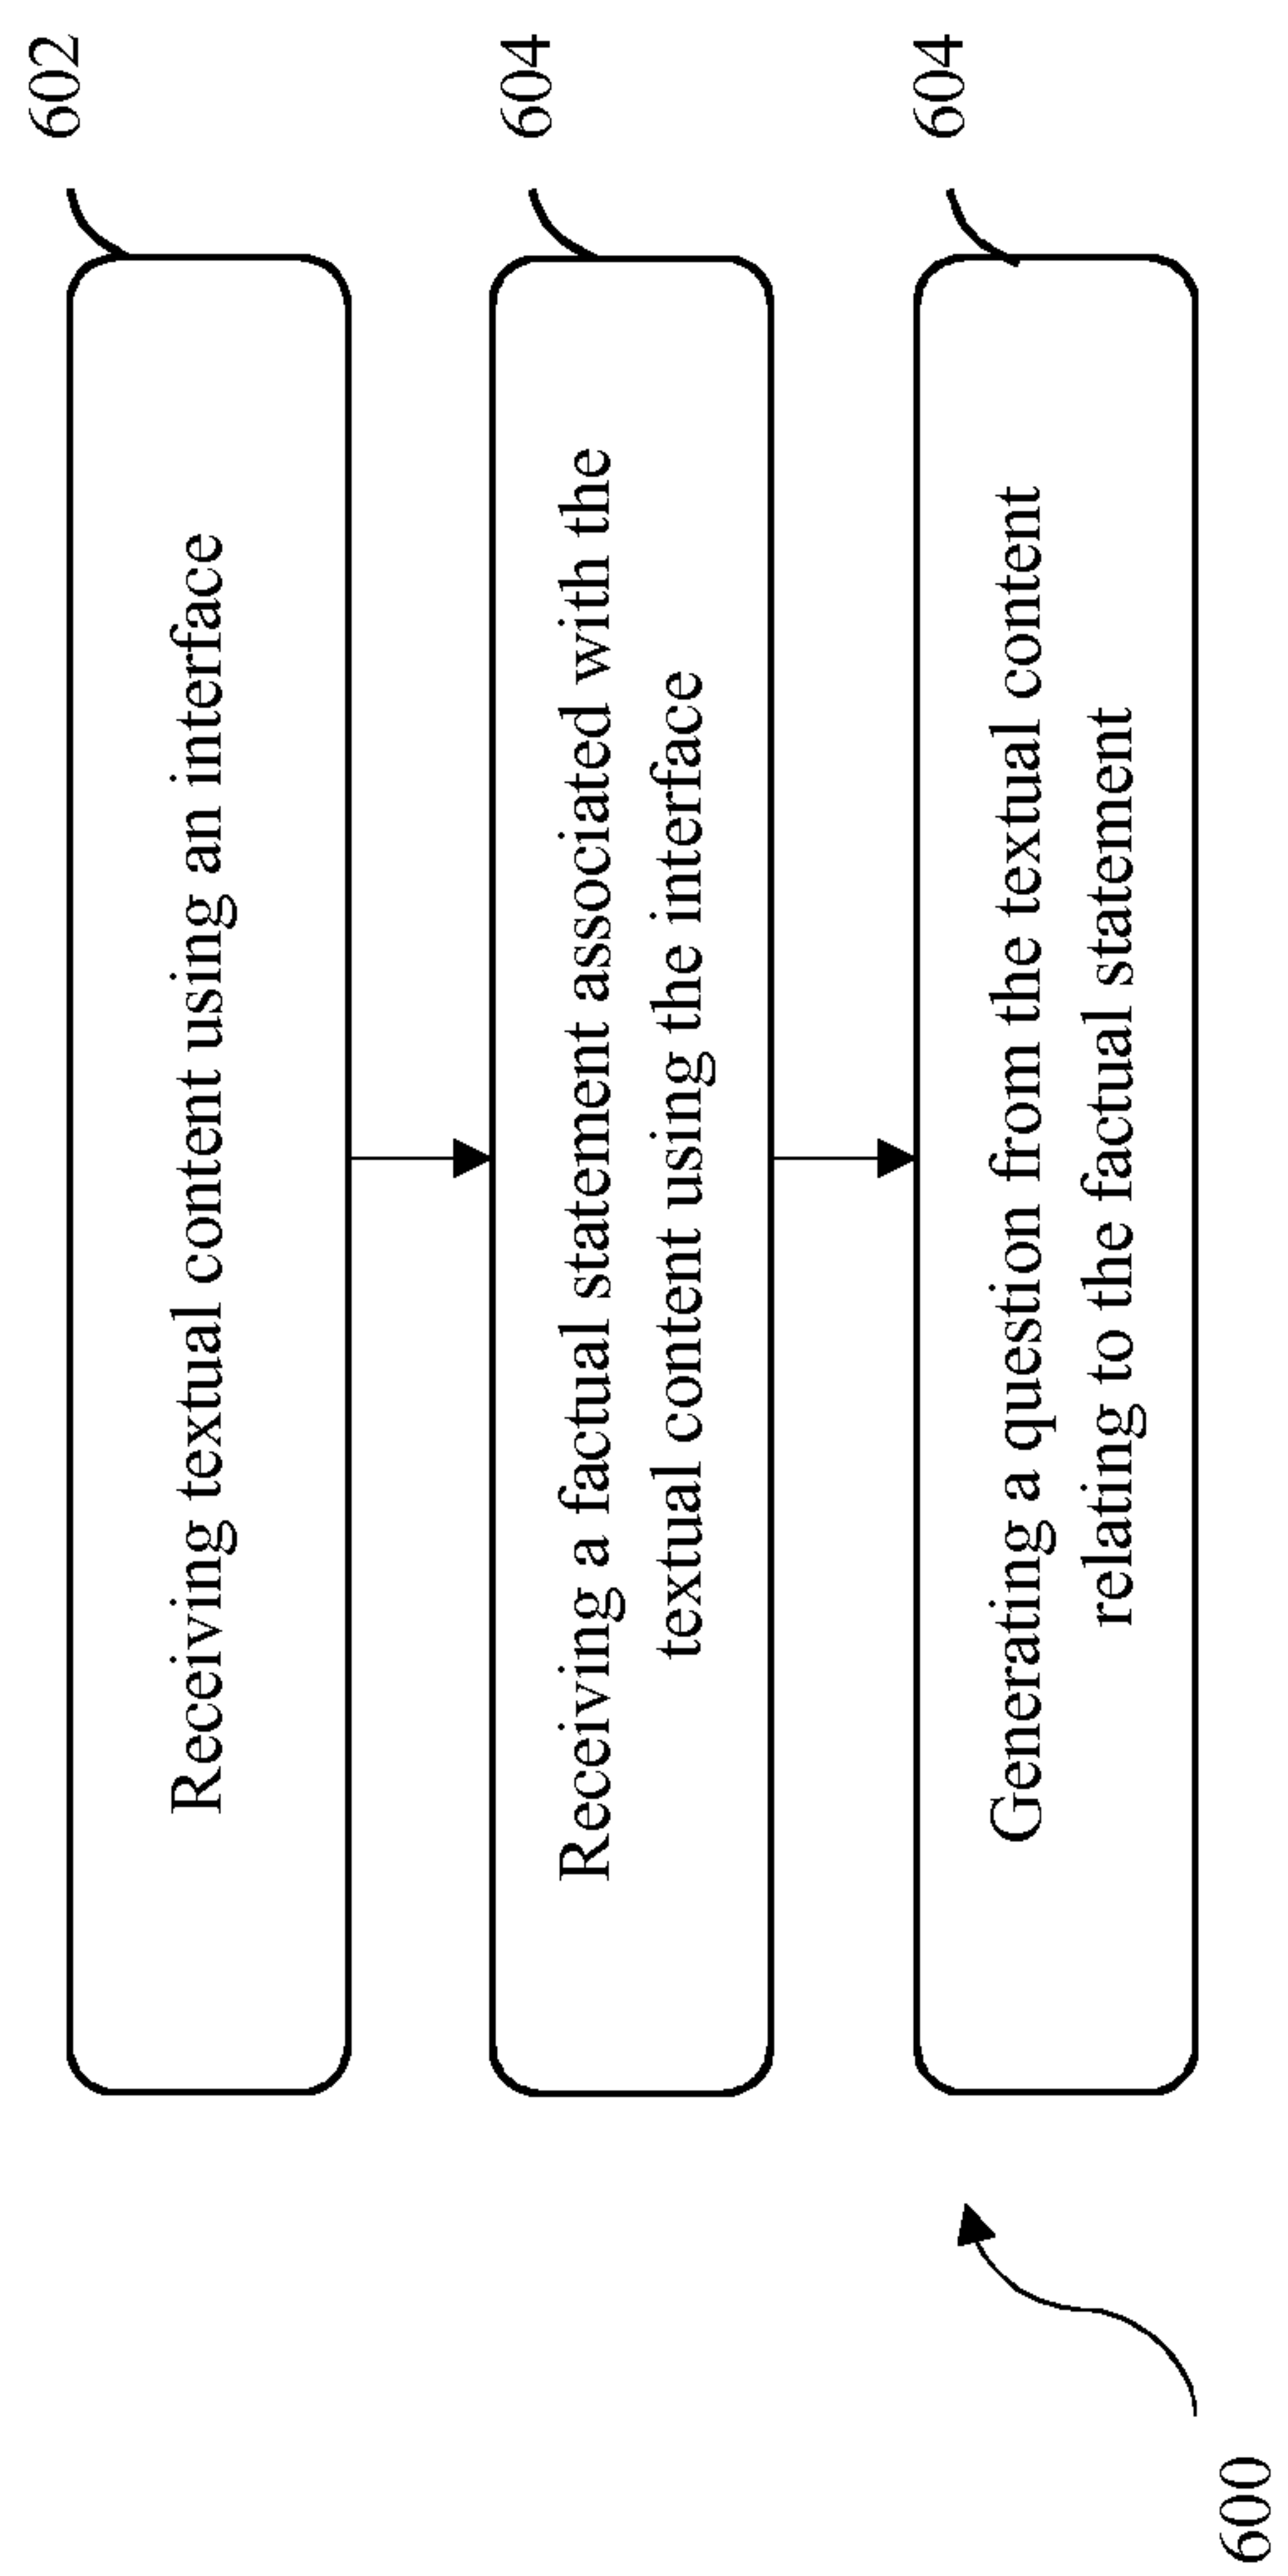 602
Receiving textual content using an interface
604
Receiving a factual statement associated with the
textual content using the interface
604
Generating a question from the textual content
relating to the factual statement
600